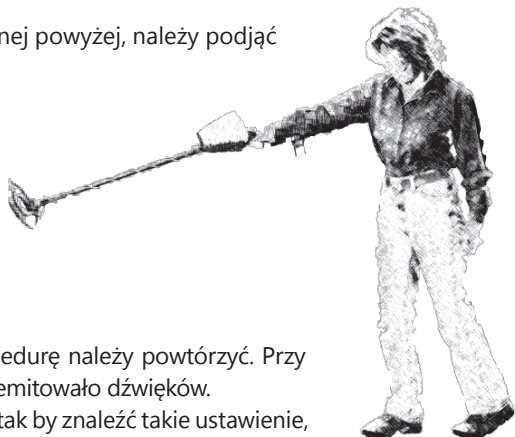 nej powyżej, należy podjąć
edurę należy powtórzyć. Przy
emitowało dźwięków.
tak by znaleźć takie ustawienie,